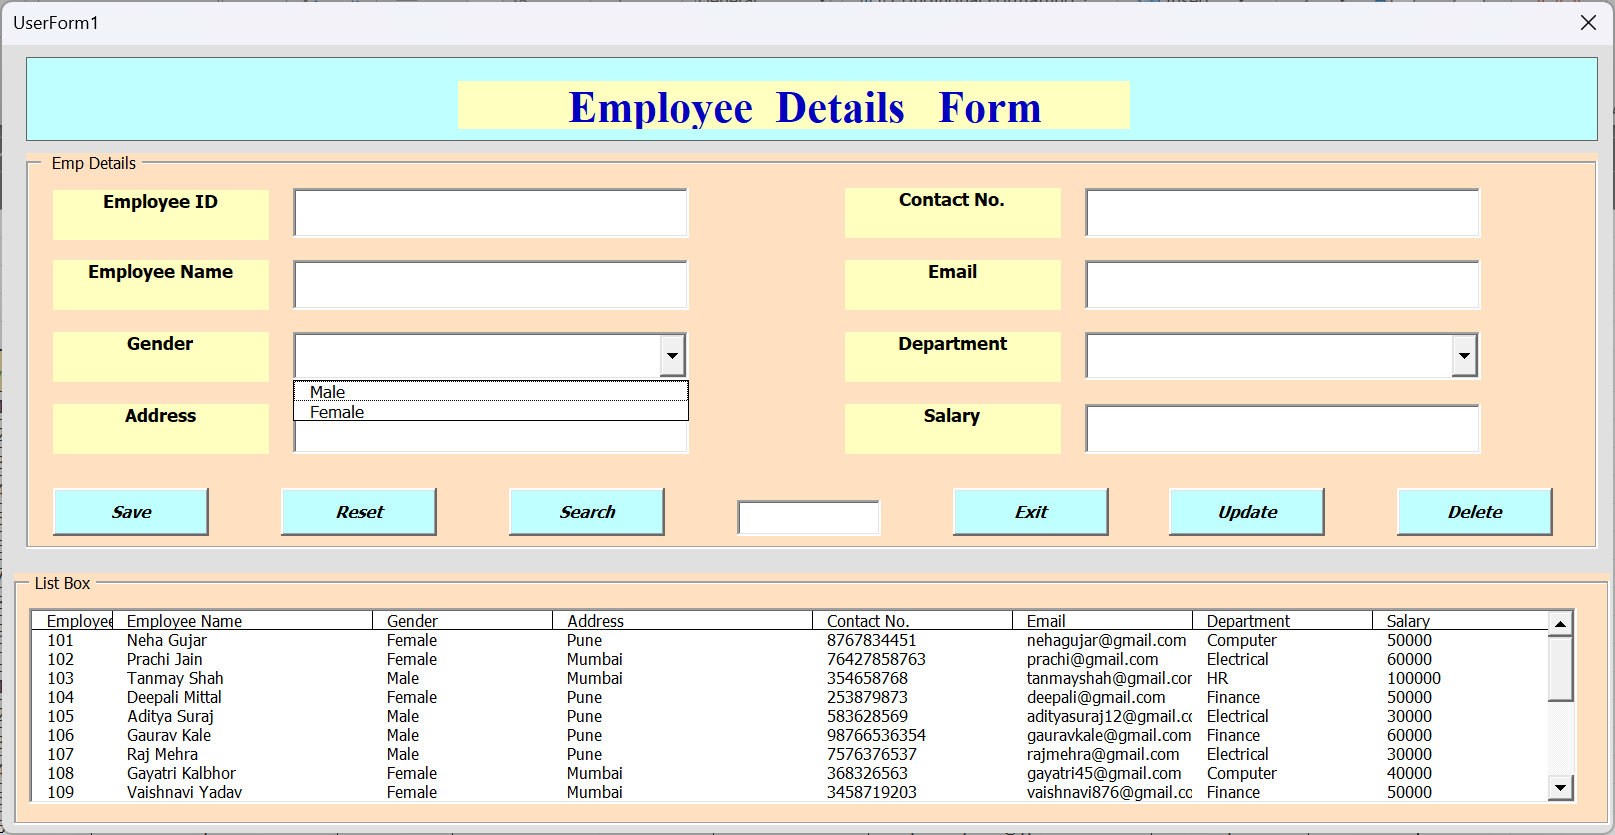 UserForm1
Employee Details Form
Emp Details
Employee ID
Contact No.
Employee Name
Email
Gender
Department
Male
Female
Address
Salary
Save Reset Search Exit Update Delete
List Box
Employee Employee Name Gender Address Contact No. Email Department Salary
101 Neha Gujar Female Pune 8767834451 nehagujar@gmail.com Computer 50000
102 Prachi Jain Female Mumbai 76427858763 prachi@gmail.com Electrical 60000
103 Tanmay Shah Male Mumbai 354658768 tanmayshah@gmail.cor HR 100000
104 Deepali Mittal Female Pune 253879873 deepali@gmail.com Finance 50000
105 Aditya Suraj Male Pune 583628569 adityasuraj12@gmail.cc Electrical 30000
106 Gaurav Kale Male Pune 98766536354 gauravkale@gmail.com Finance 60000
107 Raj Mehra Male Pune 7576376537 rajmehra@gmail.com Electrical 30000
108 Gayatri Kalbhor Female Mumbai 368326563 gayatri45@gmail.com Computer 40000
109 Vaishnavi Yadav Female Mumbai 3458719203 vaishnavi876@gmail.cc Finance 50000